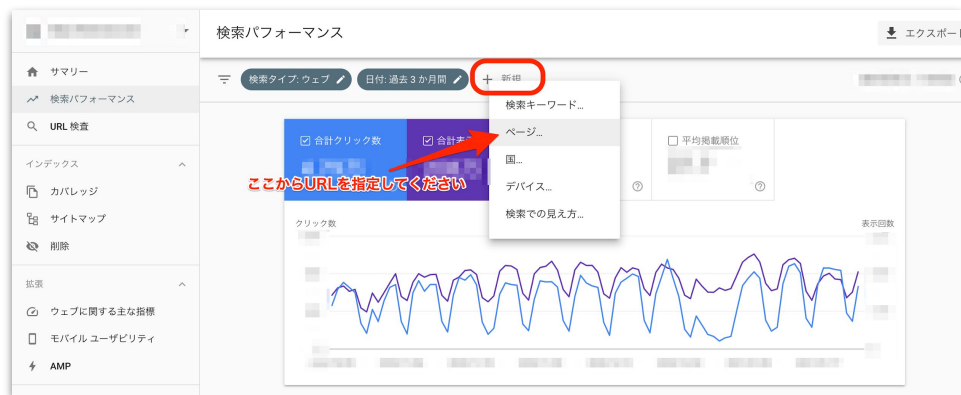 検索パフォーマンス
エクスポート
サマリー
検索パフォーマンス
URL 検査
インデックス
カバレッジ
サイトマップ
削除
拡張
ウェブに関する主な指標
モバイル ユーザビリティ
AMP
検索タイプ: ウェブ
日付: 過去 3 か月間
+ 新規
検索キーワード...
ページ...
国...
デバイス...
検索での見え方...
合計クリック数
合計表
平均掲載順位
ここからURLを指定してください
クリック数
表示回数